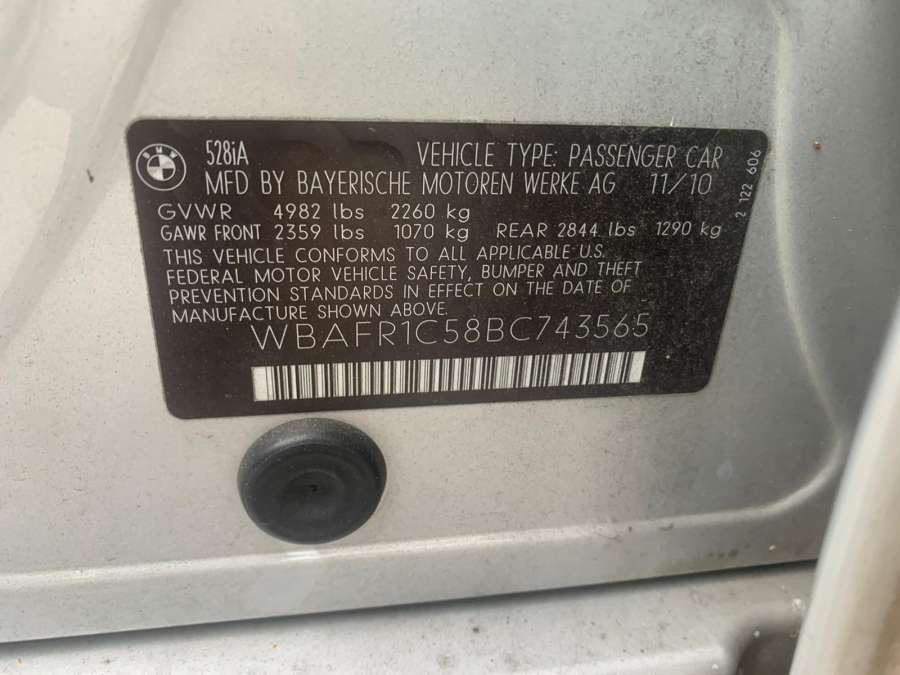 BMW
528iA VEHICLE TYPE: PASSENGER CAR
MFD BY BAYERISCHE MOTOREN WERKE AG 11/10
GVWR 4982 lbs 2260 kg
GAWR FRONT 2359 lbs 1070 kg REAR 2844 lbs 1290 kg
THIS VEHICLE CONFORMS TO ALL APPLICABLE U.S.
FEDERAL MOTOR VEHICLE SAFETY, BUMPER AND THEFT
PREVENTION STANDARDS IN EFFECT ON THE DATE OF
MANUFACTURE SHOWN ABOVE.
WBAFR1C58BC743565
2 122 606